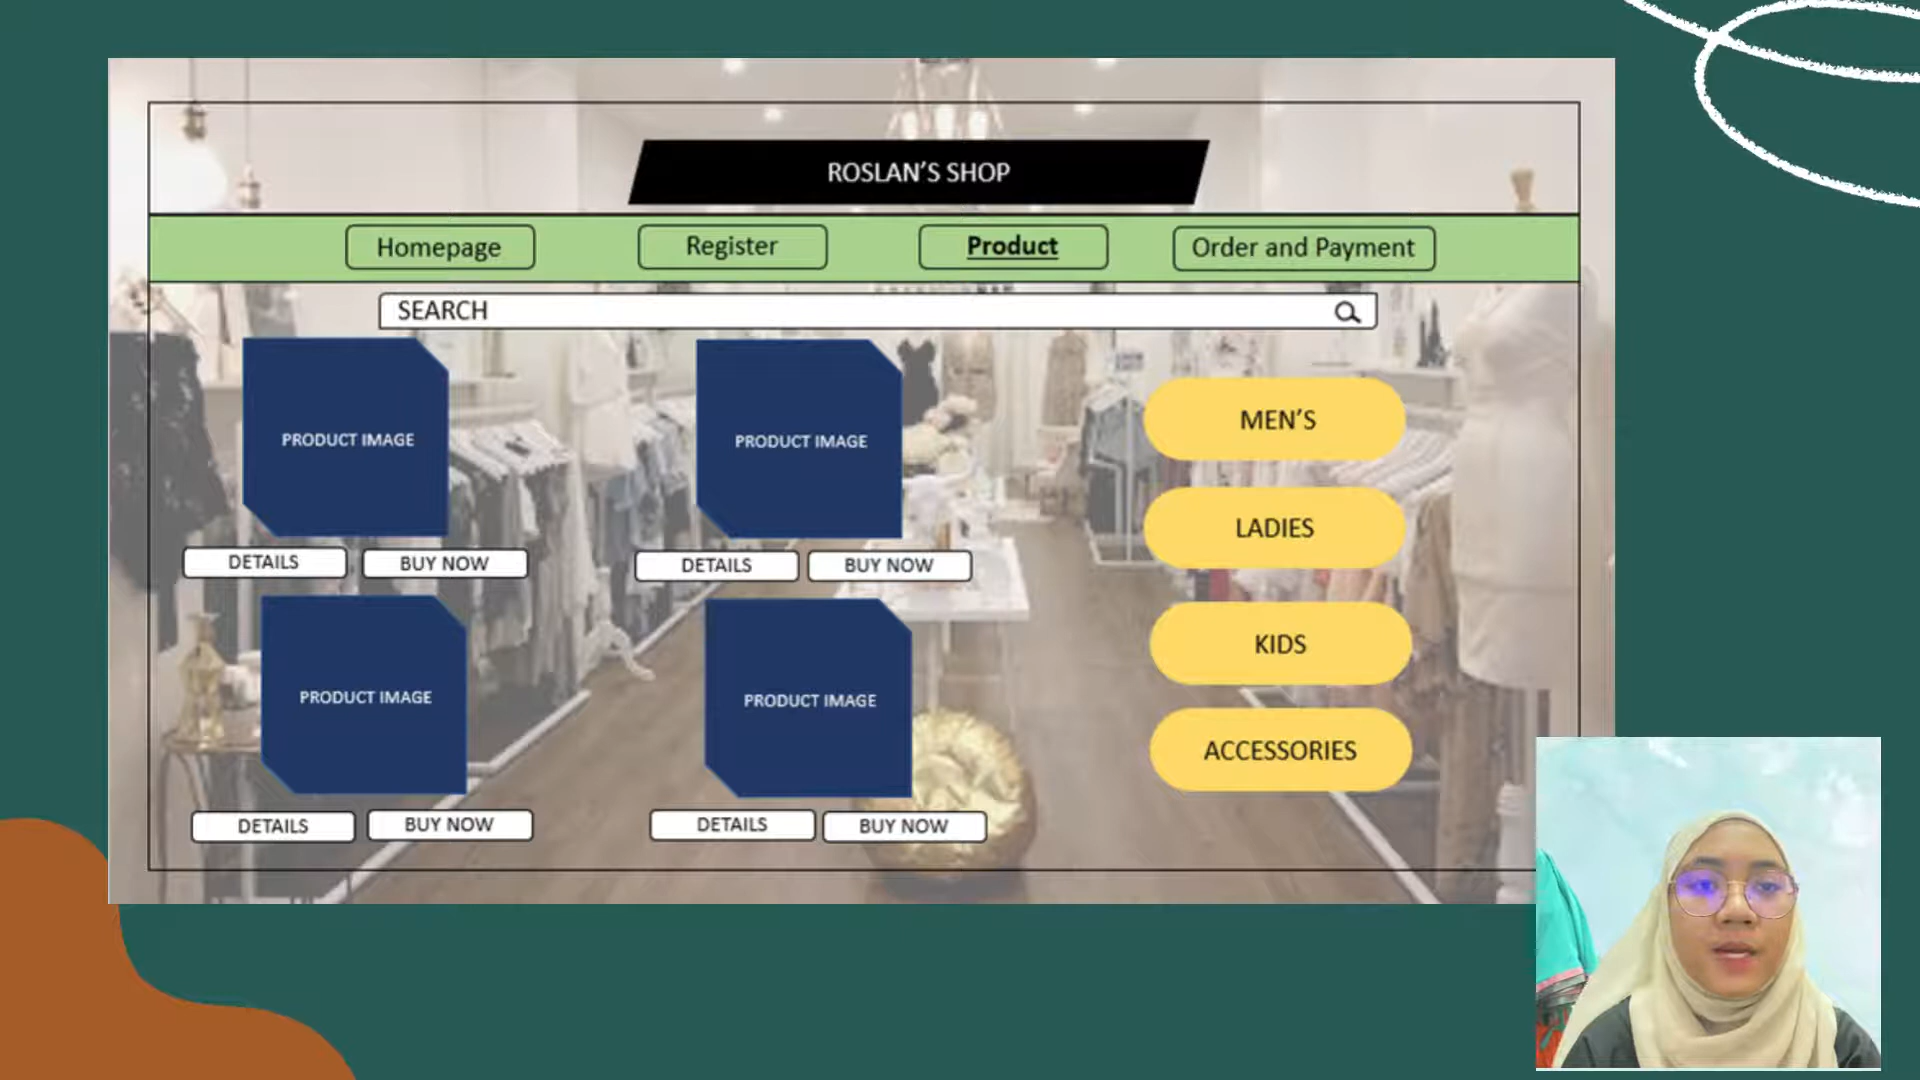 ROSLAN'S SHOP
Homepage
Register
Product
Order and Payment
SEARCH
PRODUCT IMAGE
PRODUCT IMAGE
MEN'S
LADIES
DETAILS
BUY NOW
DETAILS
BUY NOW
KIDS
PRODUCT IMAGE
PRODUCT IMAGE
ACCESSORIES
DETAILS
BUY NOW
DETAILS
BUY NOW